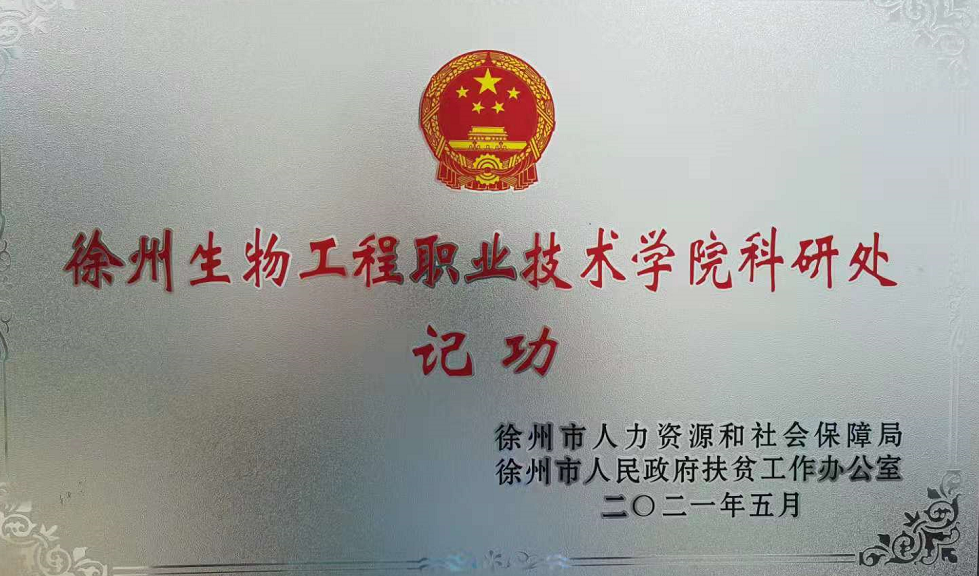 徐州生物工程职业技术学院科研处
记功
徐州市人力资源和社会保障局
徐州市人民政府扶贫工作办公室
二〇二一年五月